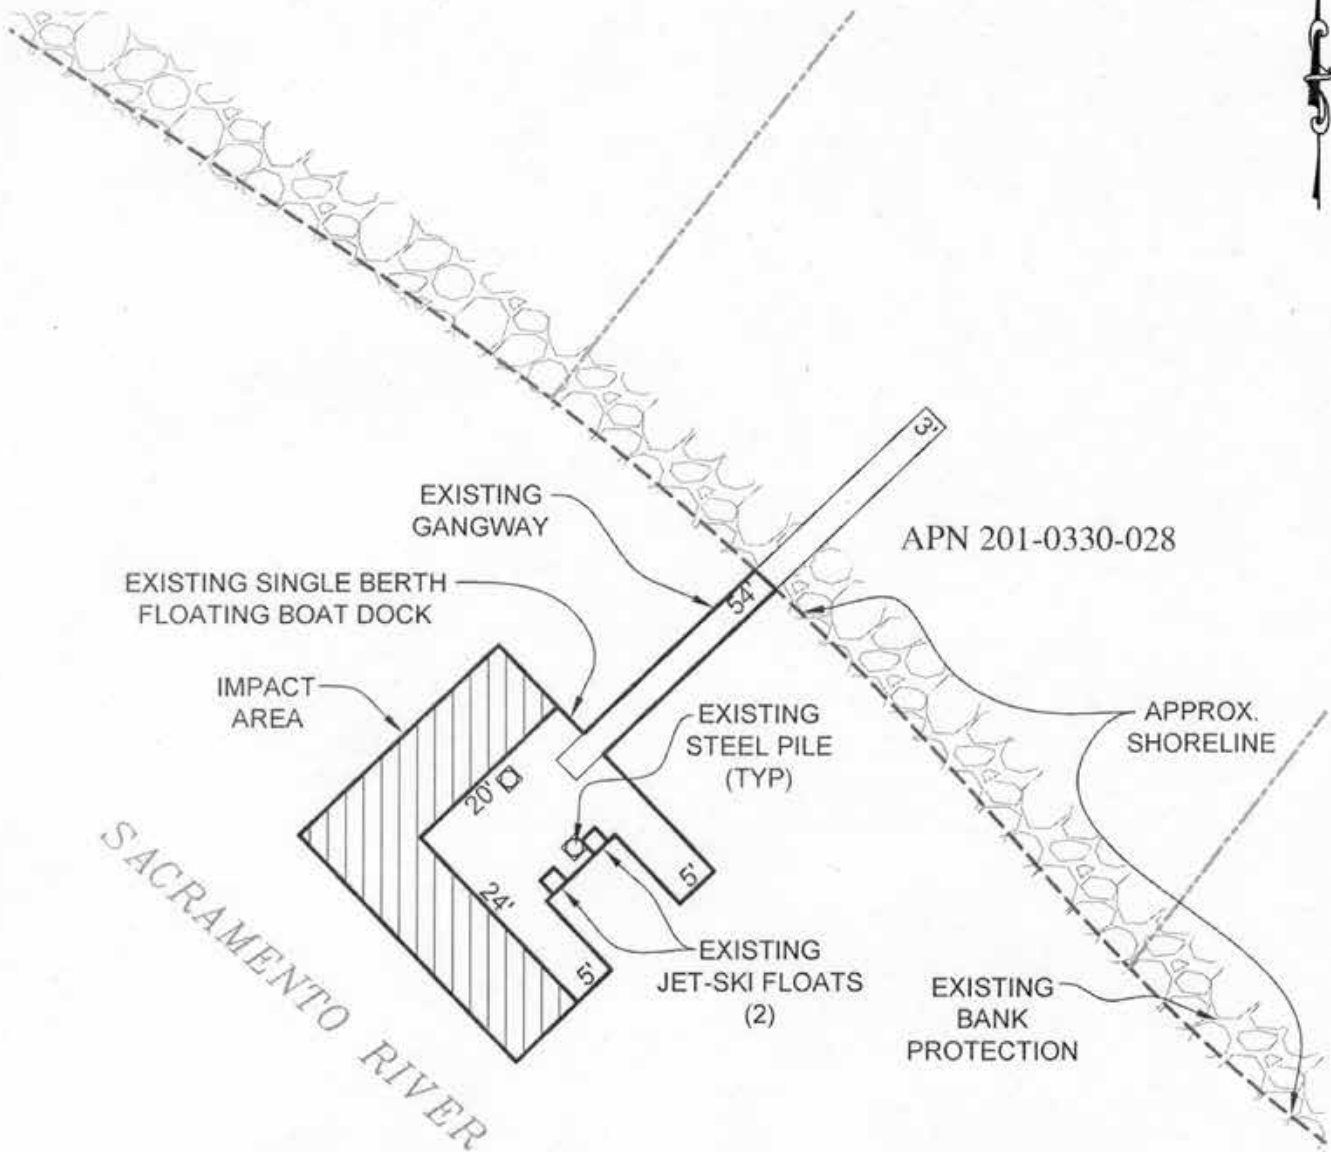 3'
EXISTING
GANGWAY
APN 201-0330-028
54'
EXISTING SINGLE BERTH
FLOATING BOAT DOCK
IMPACT
AREA
EXISTING
STEEL PILE
(TYP)
APPROX.
SHORELINE
20'
5'
24'
5'
EXISTING
JET-SKI FLOATS
(2)
EXISTING
BANK
PROTECTION
SACRAMENTO RIVER